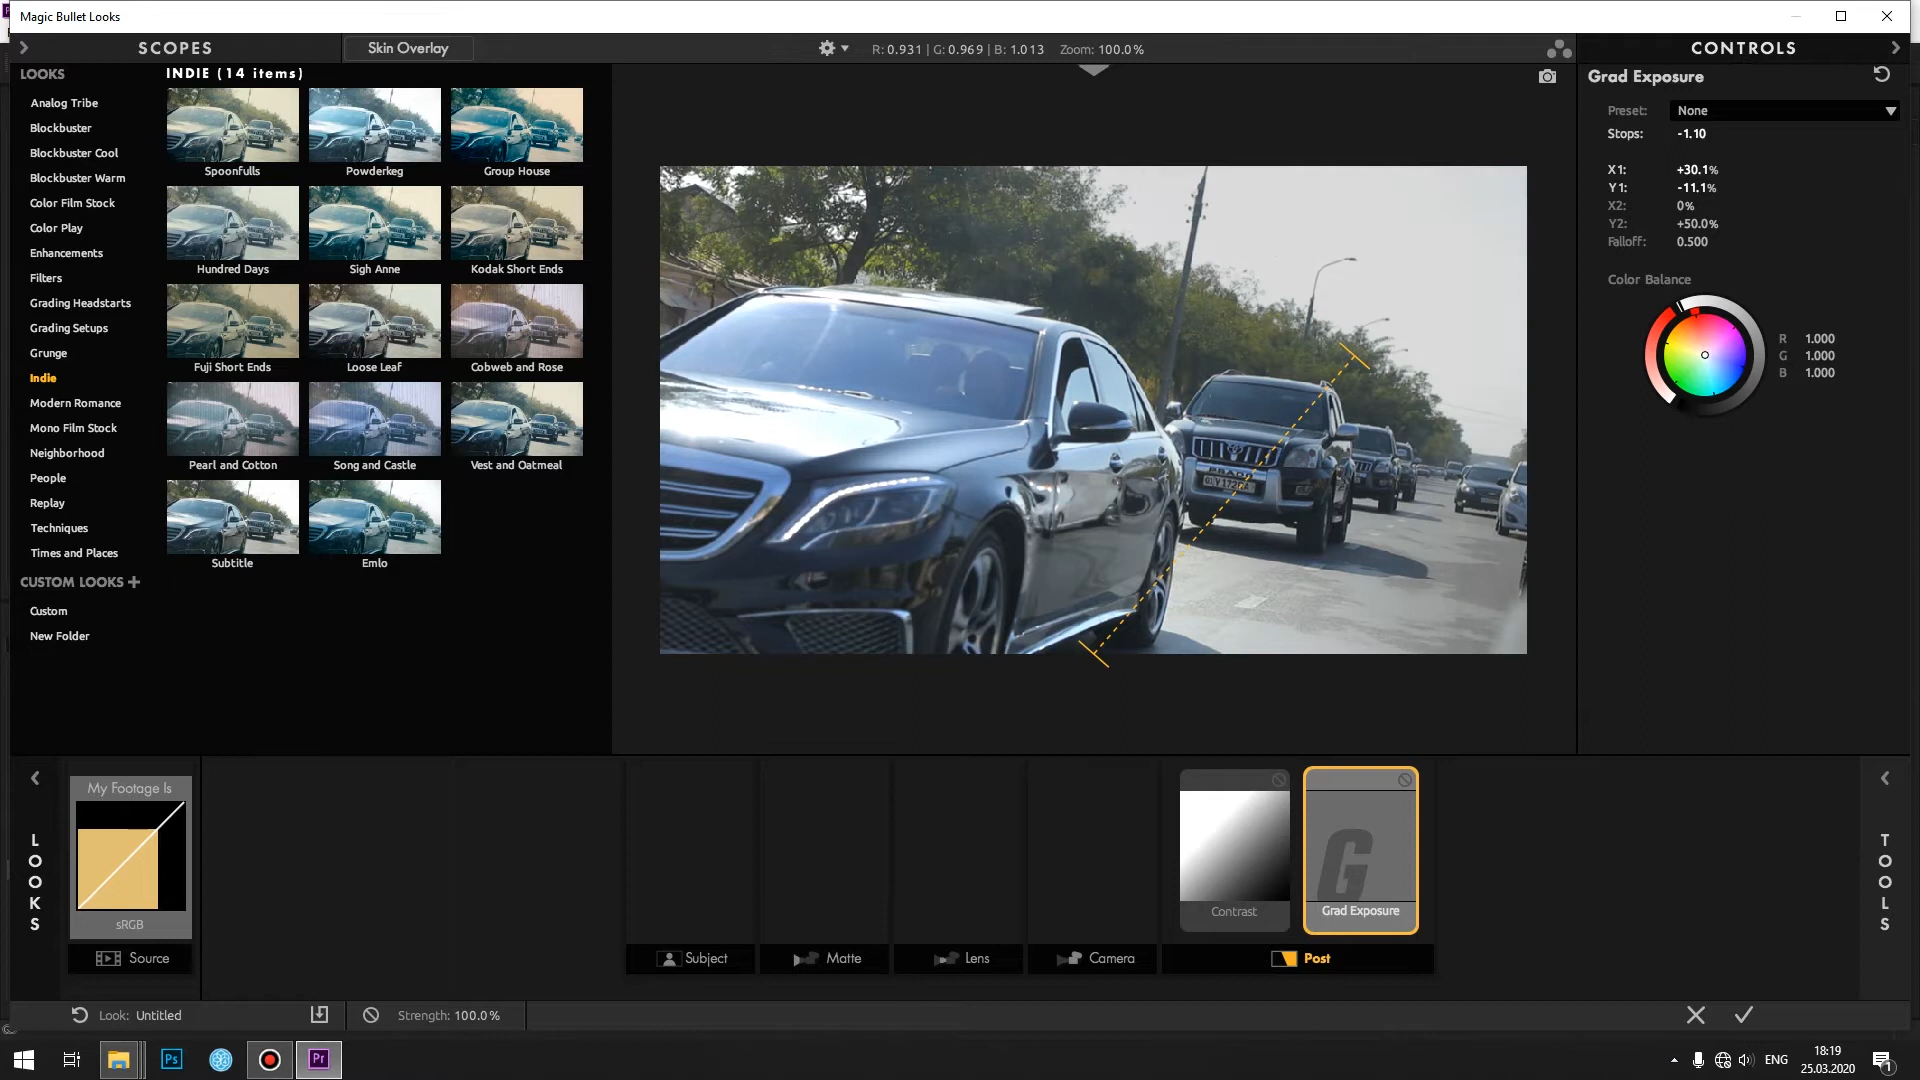 Magic Bullet Looks
SCOPES
Skin Overlay
R: 0.931 | G: 0.969 | B: 1.013 Zoom: 100.0%
CONTROLS
LOOKS
Analog Tribe
Blockbuster
Blockbuster Cool
Blockbuster Warm
Color Film Stock
Color Play
Enhancements
Filters
Grading Headstarts
Grading Setups
Grunge
Indie
Modern Romance
Mono Film Stock
Neighborhood
People
Replay
Techniques
Times and Places
CUSTOM LOOKS +
Custom
New Folder
INDIE (14 items)
Spoonfulls
Powderkeg
Group House
Hundred Days
Sigh Anne
Kodak Short Ends
Fuji Short Ends
Loose Leaf
Cobweb and Rose
Pearl and Cotton
Song and Castle
Vest and Oatmeal
Subtitle
Emlo
PRADO
Grad Exposure
Preset: None
Stops: -1.10
X1: +30.1%
Y1: -11.1%
X2: 0%
Y2: +50.0%
Falloff: 0.500
Color Balance
R 1.000
G 1.000
B 1.000
LOOKS
My Footage Is
sRGB
Source
Subject
Matte
Lens
Camera
Contrast
G
Grad Exposure
Post
TOOLS
Look: Untitled
Strength: 100.0%
Ps
Pr
ENG
18:19
25.03.2020
1